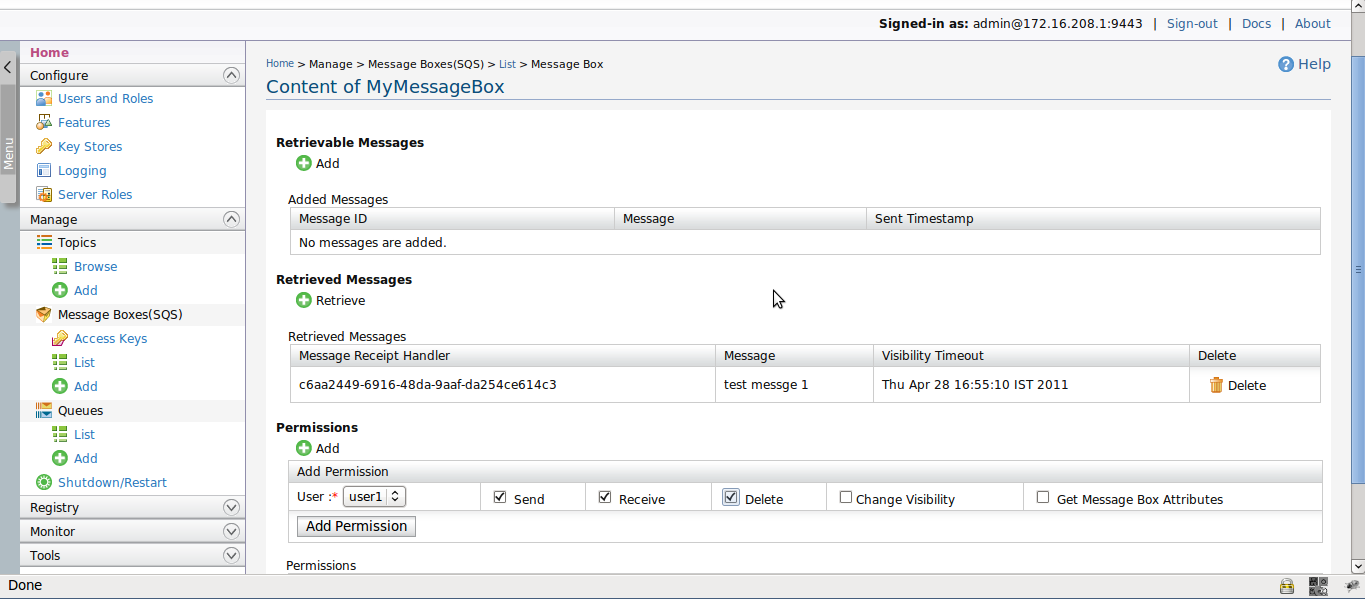 Signed-in as: admin@172.16.208.1:9443 | Sign-out | Docs | About
Menu
Home
Configure
Users and Roles
Features
Key Stores
Logging
Server Roles
Manage
Topics
Browse
Add
Message Boxes(SQS)
Access Keys
List
Add
Queues
List
Add
Shutdown/Restart
Registry
Monitor
Tools
Home > Manage > Message Boxes(SQS) > List > Message Box
Help
Content of MyMessageBox
Retrievable Messages
Add
Added Messages
Message ID Message Sent Timestamp
No messages are added.
Retrieved Messages
Retrieve
Retrieved Messages
Message Receipt Handler Message Visibility Timeout Delete
c6aa2449-6916-48da-9aaf-da254ce614c3 test messge 1 Thu Apr 28 16:55:10 IST 2011 Delete
Permissions
Add
Add Permission
User :* user1 Send Receive Delete Change Visibility Get Message Box Attributes
Add Permission
Permissions
Done